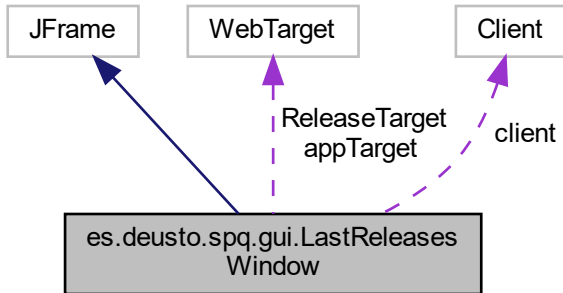 JFrame
WebTarget
Client
ReleaseTarget
appTarget
client
es.deusto.spq.gui.LastReleases
Window